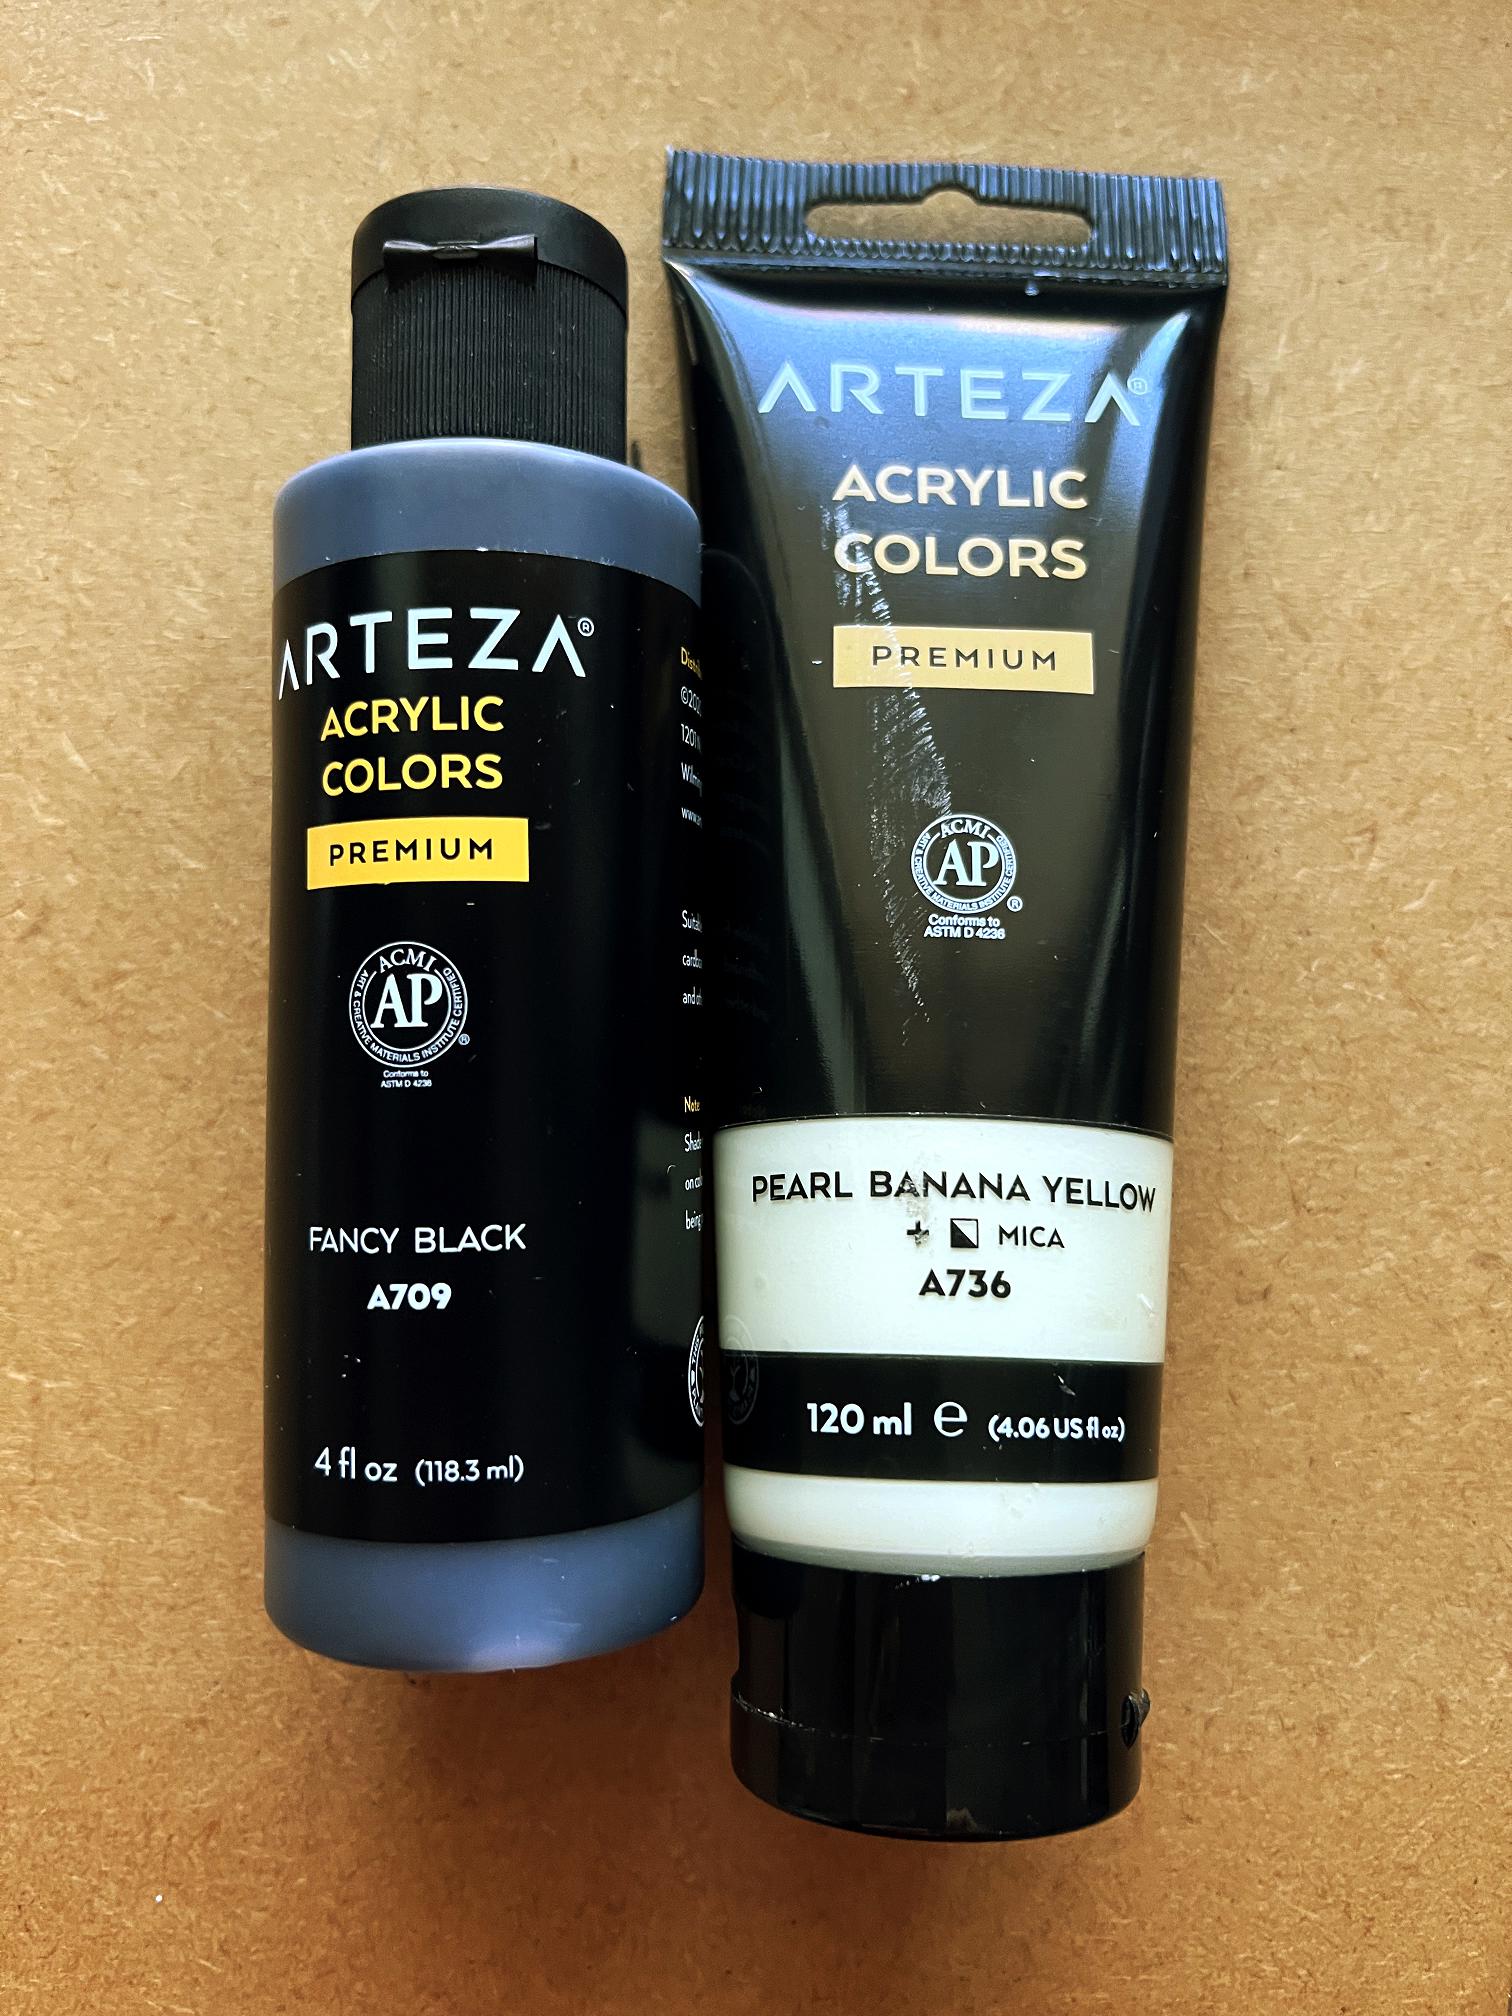 ARTEZA®
ACRYLIC
COLORS
PREMIUM
ACMI
ART & CREATIVE MATERIALS INSTITUTE CERTIFIED
AP
®
Conforms to
ASTM D 4236
FANCY BLACK
A709
4 fl oz (118.3 ml)
Note
ARTEZA®
ACRYLIC
COLORS
PREMIUM
ACMI
ART & CREATIVE MATERIALS INSTITUTE CERTIFIED
AP
®
Conforms to
ASTM D 4236
PEARL BANANA YELLOW
+ MICA
A736
120 ml ℮ (4.06 US fl oz)